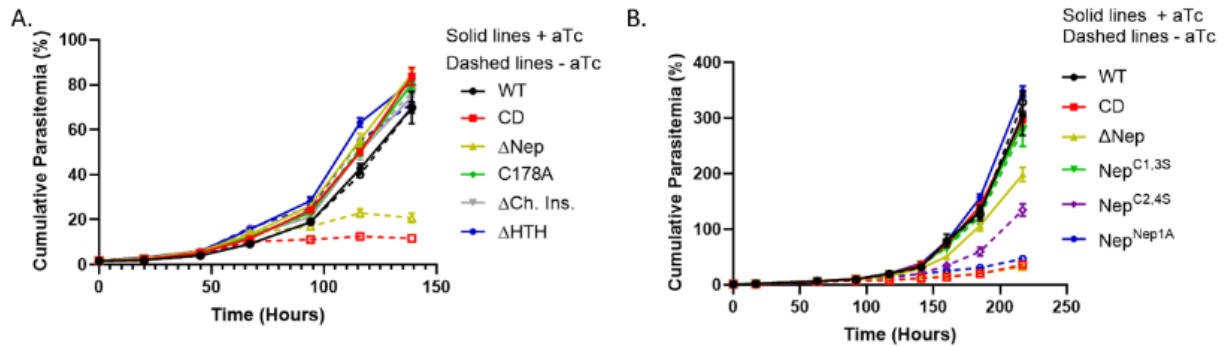 A.
Cumulative Parasitemia (%)
100
80
60
40
20
0
0
50
100
150
Time (Hours)
Solid lines + aTc
Dashed lines - aTc
WT
CD
ΔNep
C178A
ΔCh. Ins.
ΔHTH
B.
Cumulative Parasitemia (%)
400
300
200
100
0
0
50
100
150
200
250
Time (Hours)
Solid lines + aTc
Dashed lines - aTc
WT
CD
ΔNep
Nep^C1,3S
Nep^C2,4S
Nep^Nep1A